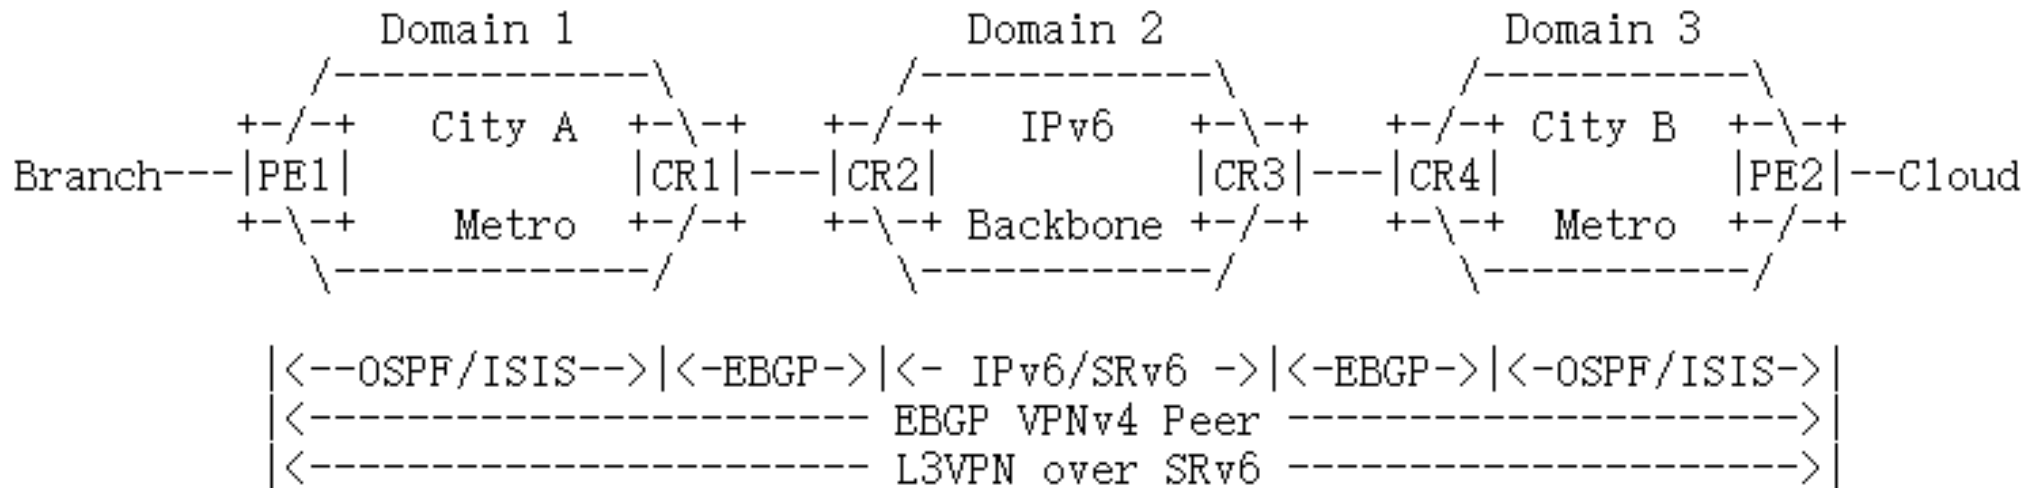 Domain 1 Domain 2 Domain 3
/-------------\ /------------\ /-----------\
+-/-+ City A +-\-+ +-/-+ IPv6 +-\-+ +-/-+ City B +-\-+
Branch---|PE1| |CR1|---|CR2| |CR3|---|CR4| |PE2|--Cloud
+-\-+ Metro +-/-+ +-\-+ Backbone +-/-+ +-\-+ Metro +-/-+
\-------------/ \------------/ \-----------/
|<--OSPF/ISIS-->|<-EBGP->|<- IPv6/SRv6 ->|<-EBGP->|<-OSPF/ISIS->|
|<------------------------ EBGP VPNv4 Peer ---------------------->|
|<------------------------ L3VPN over SRv6 ---------------------->|